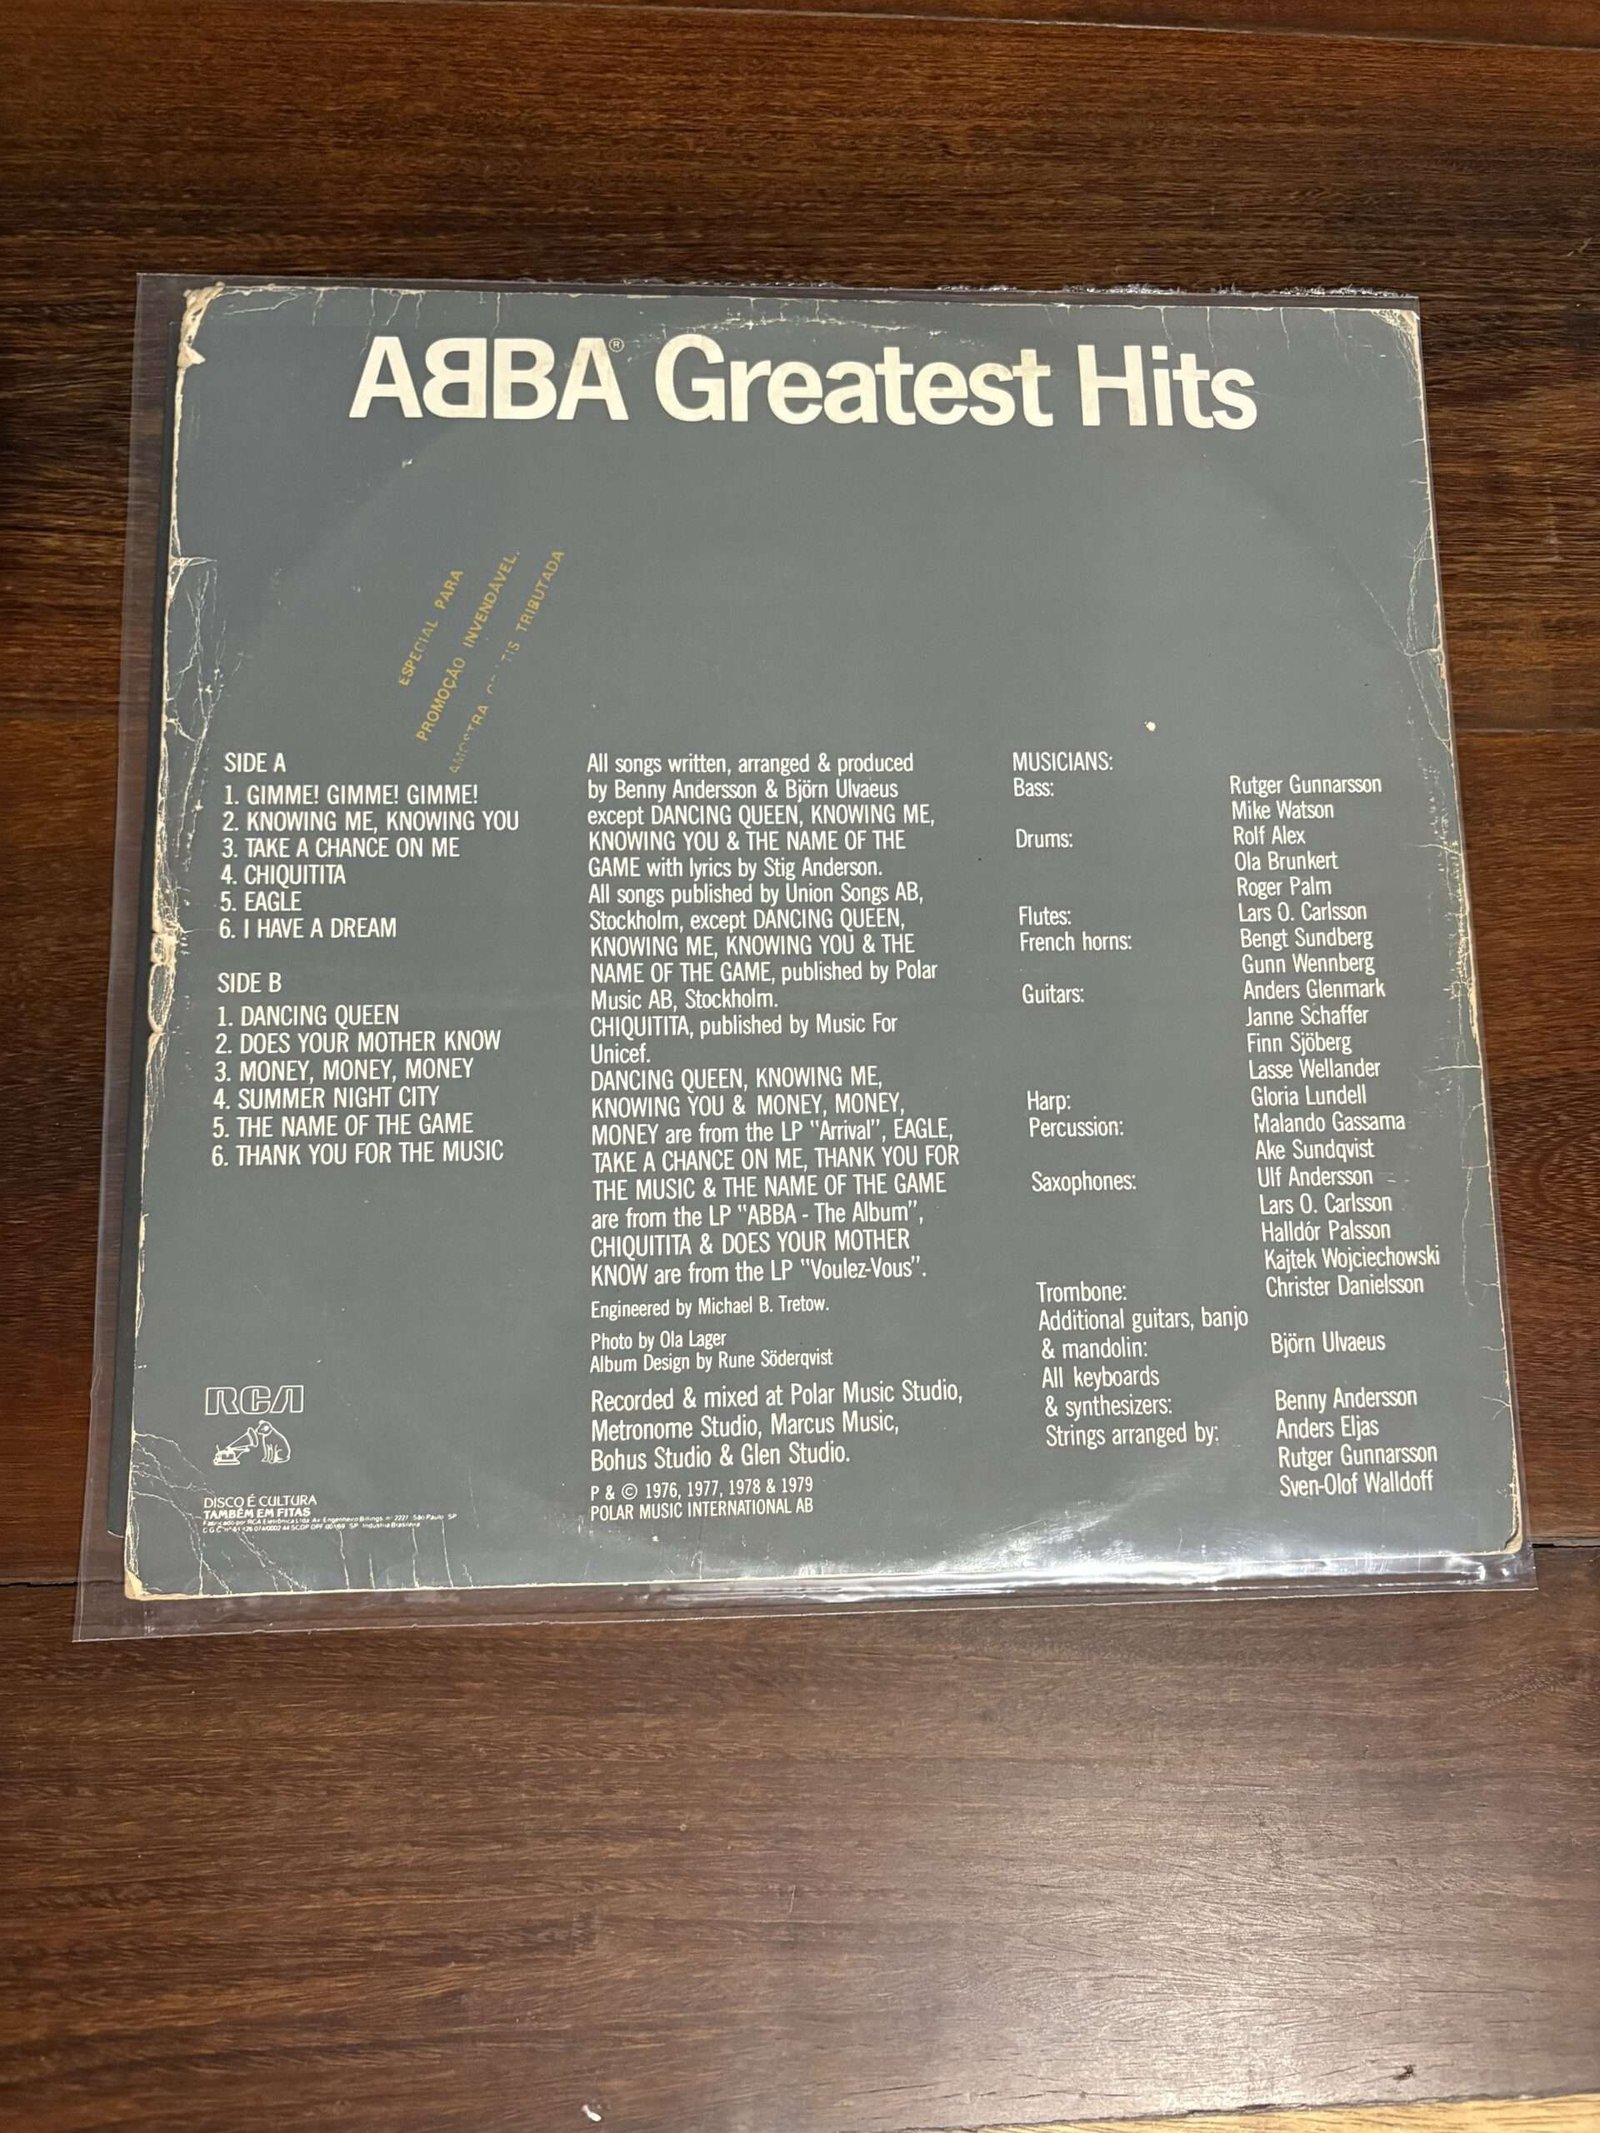 ABBA® Greatest Hits
ESPECIAL PARA
PROMOÇÃO INVENDÁVEL.
AMOSTRA TRIBUTADA
SIDE A
1. GIMME! GIMME! GIMME!
2. KNOWING ME, KNOWING YOU
3. TAKE A CHANCE ON ME
4. CHIQUITITA
5. EAGLE
6. I HAVE A DREAM
SIDE B
1. DANCING QUEEN
2. DOES YOUR MOTHER KNOW
3. MONEY, MONEY, MONEY
4. SUMMER NIGHT CITY
5. THE NAME OF THE GAME
6. THANK YOU FOR THE MUSIC
RCA
DISCO É CULTURA
TAMBÉM EM FITAS
All songs written, arranged & produced
by Benny Andersson & Björn Ulvaeus
except DANCING QUEEN, KNOWING ME,
KNOWING YOU & THE NAME OF THE
GAME with lyrics by Stig Anderson.
All songs published by Union Songs AB,
Stockholm, except DANCING QUEEN,
KNOWING ME, KNOWING YOU & THE
NAME OF THE GAME, published by Polar
Music AB, Stockholm.
CHIQUITITA, published by Music For
Unicef.
DANCING QUEEN, KNOWING ME,
KNOWING YOU & MONEY, MONEY,
MONEY are from the LP "Arrival", EAGLE,
TAKE A CHANCE ON ME, THANK YOU FOR
THE MUSIC & THE NAME OF THE GAME
are from the LP "ABBA - The Album",
CHIQUITITA & DOES YOUR MOTHER
KNOW are from the LP "Voulez-Vous".
Engineered by Michael B. Tretow.
Photo by Ola Lager
Album Design by Rune Söderqvist
Recorded & mixed at Polar Music Studio,
Metronome Studio, Marcus Music,
Bohus Studio & Glen Studio.
P & © 1976, 1977, 1978 & 1979
POLAR MUSIC INTERNATIONAL AB
MUSICIANS:
Bass: Rutger Gunnarsson
Mike Watson
Drums: Rolf Alex
Ola Brunkert
Roger Palm
Flutes: Lars O. Carlsson
French horns: Bengt Sundberg
Gunn Wennberg
Guitars: Anders Glenmark
Janne Schaffer
Finn Sjöberg
Lasse Wellander
Harp: Gloria Lundell
Percussion: Malando Gassama
Ake Sundqvist
Saxophones: Ulf Andersson
Lars O. Carlsson
Halldór Palsson
Kajtek Wojciechowski
Trombone: Christer Danielsson
Additional guitars, banjo
& mandolin: Björn Ulvaeus
All keyboards
& synthesizers: Benny Andersson
Strings arranged by: Anders Eljas
Rutger Gunnarsson
Sven-Olof Walldoff